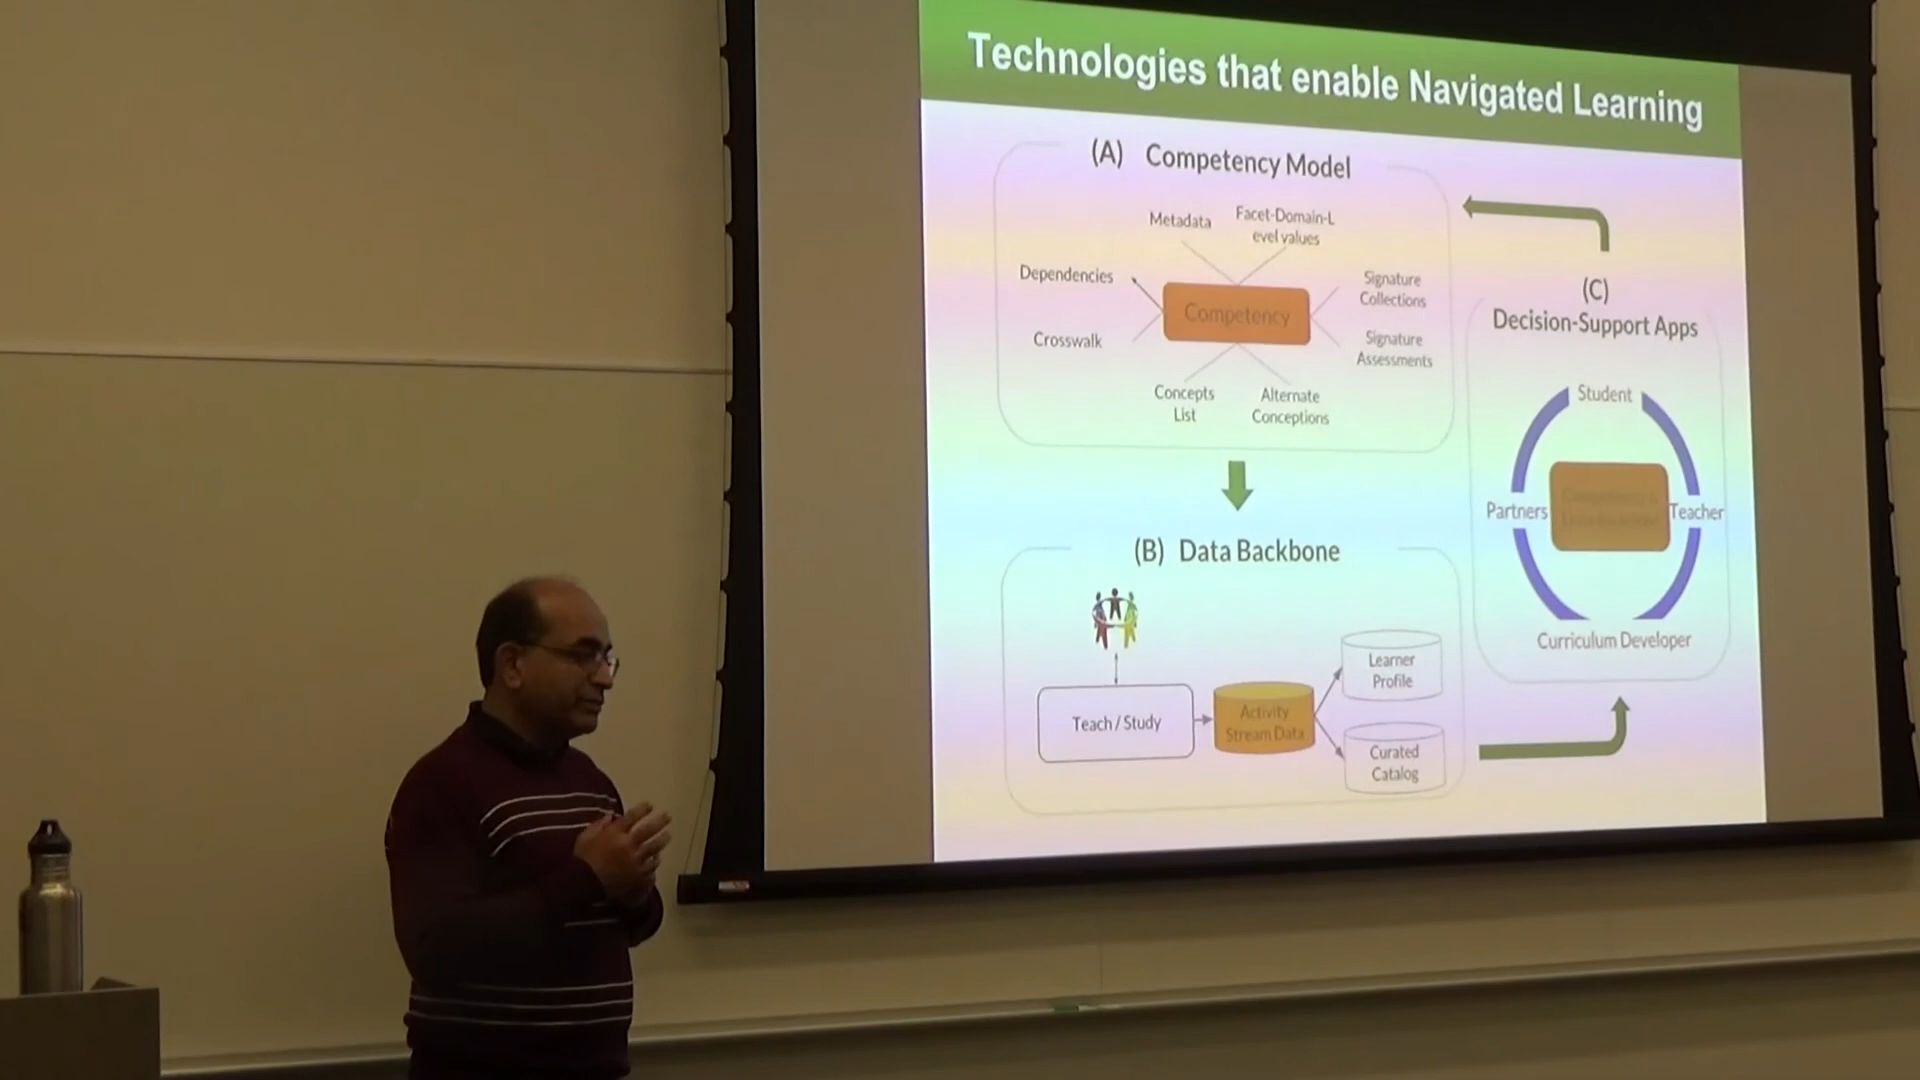 Technologies that enable Navigated Learning
(A) Competency Model
Metadata
Facet-Domain-L
evel values
Dependencies
Signature
Collections
Competency
Crosswalk
Signature
Assessments
Concepts
List
Alternate
Conceptions
(B) Data Backbone
Teach / Study
Activity
Stream Data
Learner
Profile
Curated
Catalog
(C)
Decision-Support Apps
Student
Partners
Teacher
Curriculum Developer